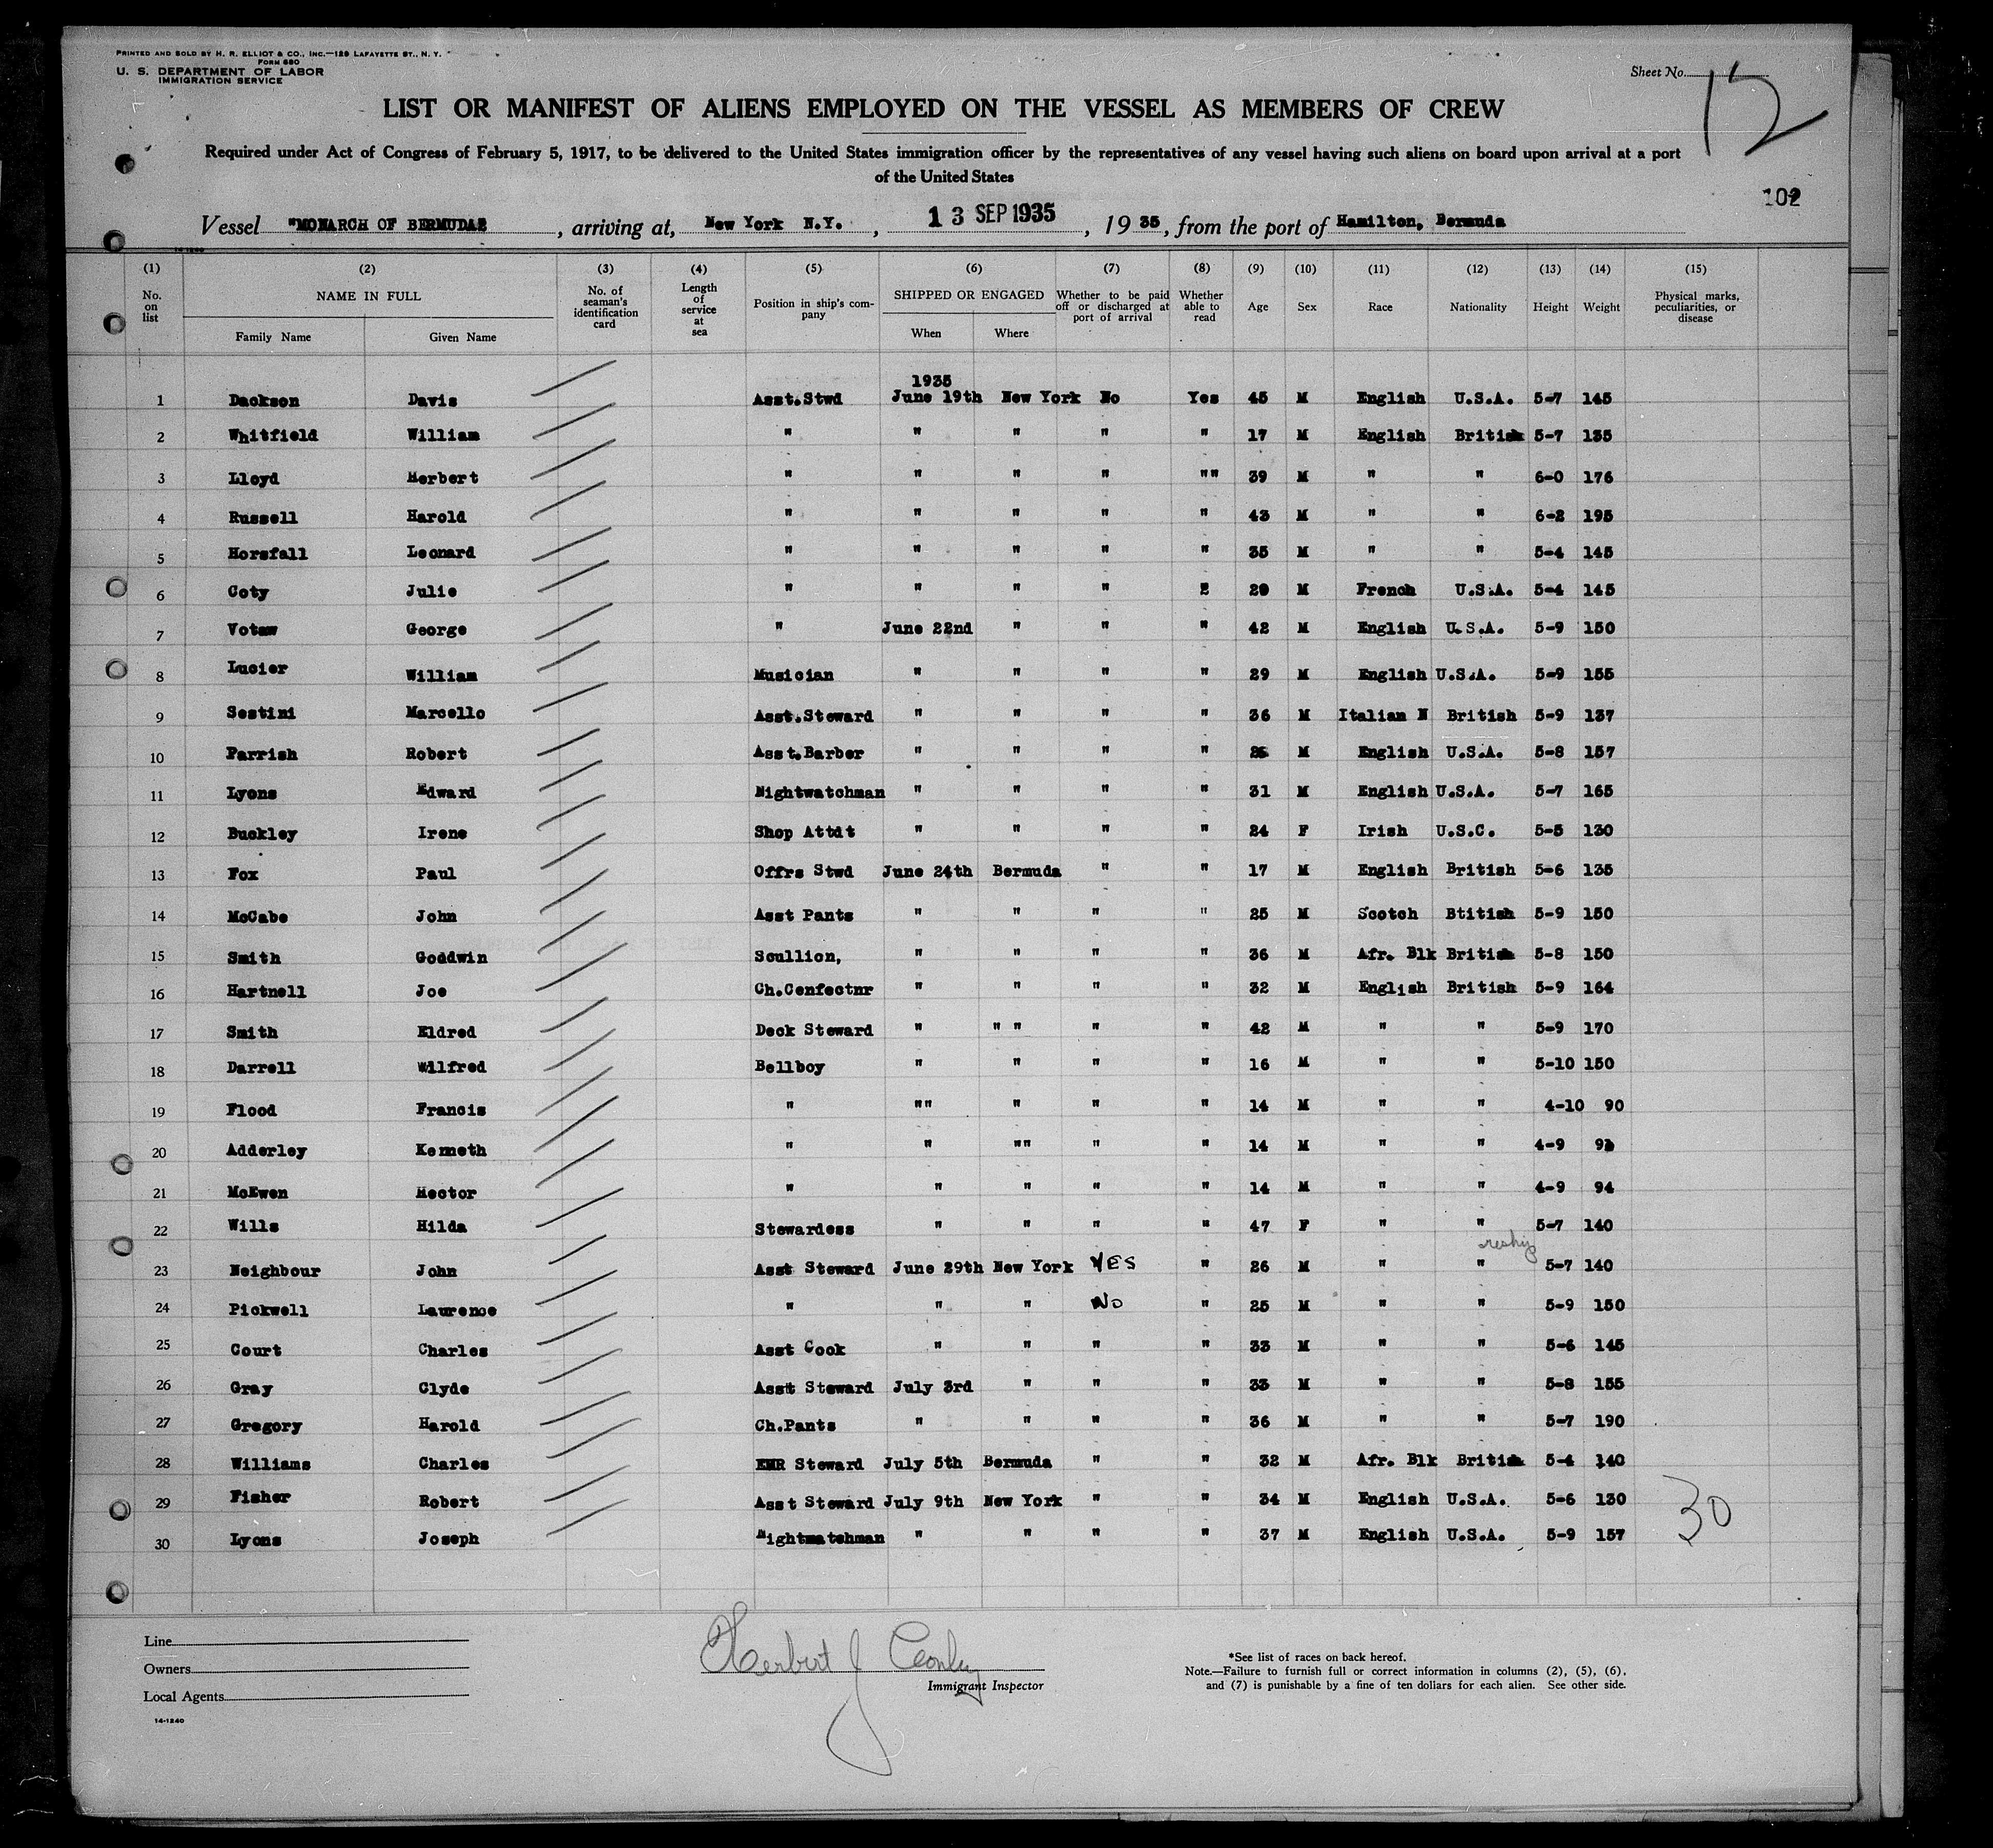 PRINTED AND SOLD BY H. R. ELLIOT & CO., INC.—129 LAFAYETTE ST., N. Y.
FORM 680
U. S. DEPARTMENT OF LABOR
IMMIGRATION SERVICE
Sheet No. 12
LIST OR MANIFEST OF ALIENS EMPLOYED ON THE VESSEL AS MEMBERS OF CREW
Required under Act of Congress of February 5, 1917, to be delivered to the United States immigration officer by the representatives of any vessel having such aliens on board upon arrival at a port
of the United States
102
Vessel "MONARCH OF BERMUDA", arriving at, New York N.Y., 13 SEP 1935, 1935, from the port of Hamilton, Bermuda
14-1240
(1) (2) (3) (4) (5) (6) (7) (8) (9) (10) (11) (12) (13) (14) (15)
No. on list NAME IN FULL Family Name Given Name No. of seaman's identification card Length of service at sea Position in ship's company SHIPPED OR ENGAGED When Where Whether to be paid off or discharged at port of arrival Whether able to read Age Sex Race Nationality Height Weight Physical marks, peculiarities, or disease
1935
1 Dackson Davis Asst.Stwd June 19th New York No Yes 45 M English U.S.A. 5-7 145
2 Whitfield William " " " " " 17 M English British 5-7 135
3 Lloyd Herbert " " " " "" 39 M " " 6-0 176
4 Russell Harold " " " " " 43 M " " 6-2 195
5 Horsfall Leonard " " " " " 35 M " " 5-4 145
6 Coty Julie " " " " 2 29 M French U.S.A. 5-4 145
7 Votaw George " June 22nd " " " 42 M English U.S.A. 5-9 150
8 Lucier William Musician " " " " 29 M English U.S.A. 5-9 155
9 Sestini Marcello Asst.Steward " " " " 36 M Italian N British 5-9 137
10 Parrish Robert Asst.Barber " " " " M English U.S.A. 5-8 157
11 Lyons Edward Nightwatchman " " " " 31 M English U.S.A. 5-7 165
12 Buckley Irene Shop Attdt " " " " 24 F Irish U.S.C. 5-5 130
13 Fox Paul Offrs Stwd June 24th Bermuda " " 17 M English British 5-6 135
14 McCabe John Asst Pants " " " " 25 M Scotch Btitish 5-9 150
15 Smith Goddwin Scullion, " " " " 36 M Afr. Blk British 5-8 150
16 Hartnell Joe Ch.Confectnr " " " " 32 M English British 5-9 164
17 Smith Eldred Deck Steward " " " " " 42 M " " 5-9 170
18 Darrell Wilfred Bellboy " " " " 16 M " " 5-10 150
19 Flood Francis " "" " " " 14 M " " 4-10 90
20 Adderley Kenneth " " "" " " 14 M " " 4-9 92
21 McEwen Hector " " " " " 14 M " " 4-9 94
22 Wills Hilda Stewardess " " " " 47 F " " 5-7 140
reship
23 Neighbour John Asst Steward June 29th New York YES " 26 M " " 5-7 140
24 Pickwell Laurence " " " No " 25 M " " 5-9 150
25 Court Charles Asst Cook " " " " 33 M " " 5-6 145
26 Gray Clyde Asst Steward July 3rd " " " 33 M " " 5-8 155
27 Gregory Harold Ch.Pants " " " " 36 M " " 5-7 190
28 Williams Charles EMR Steward July 5th Bermuda " " 32 M Afr. Blk British 5-4 140
29 Fisher Robert Asst Steward July 9th New York " " 34 M English U.S.A. 5-6 130
30 Lyons Joseph Nightwatchman " " " " 37 M English U.S.A. 5-9 157
30
Line
Owners
Local Agents
14-1240
Herbert J Conley
Immigrant Inspector
*See list of races on back hereof.
Note.—Failure to furnish full or correct information in columns (2), (5), (6),
and (7) is punishable by a fine of ten dollars for each alien. See other side.